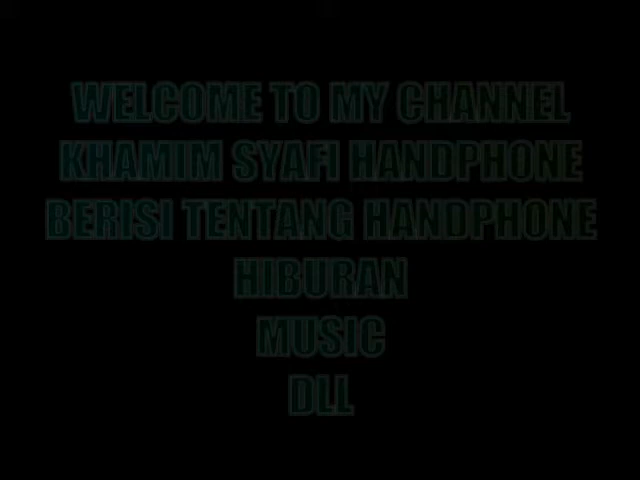 WELCOME TO MY CHANNEL
KHAMIM SYAFI HANDPHONE
BERISI TENTANG HANDPHONE
HIBURAN
MUSIC
DLL